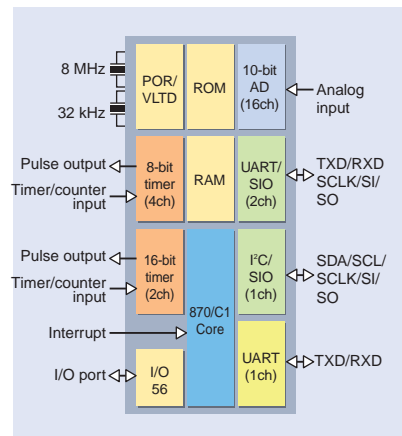 8 MHz
32 kHz
POR/
VLTD
ROM
10-bit
AD
(16ch)
Analog
input
Pulse output
Timer/counter
input
8-bit
timer
(4ch)
RAM
UART/
SIO
(2ch)
TXD/RXD
SCLK/SI/
SO
Pulse output
Timer/counter
input
16-bit
timer
(2ch)
870/C1
Core
I²C/
SIO
(1ch)
SDA/SCL/
SCLK/SI/
SO
Interrupt
I/O port
I/O
56
UART
(1ch)
TXD/RXD